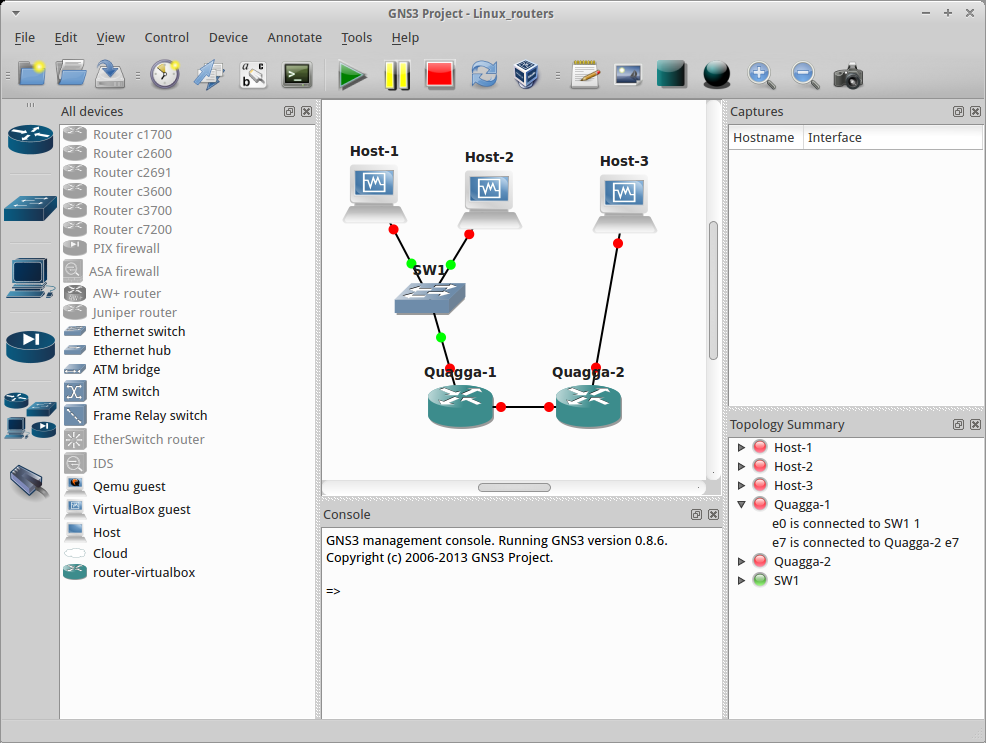 GNS3 Project - Linux_routers
File Edit View Control Device Annotate Tools Help
a b c
>_
All devices
Router c1700
Router c2600
Router c2691
Router c3600
Router c3700
Router c7200
PIX firewall
ASA firewall
AW+ router
Juniper router
Ethernet switch
Ethernet hub
ATM bridge
ATM switch
Frame Relay switch
EtherSwitch router
IDS
Qemu guest
VirtualBox guest
Host
Cloud
router-virtualbox
Host-1
Host-2
Host-3
SW1
Quagga-1
Quagga-2
Console
GNS3 management console. Running GNS3 version 0.8.6.
Copyright (c) 2006-2013 GNS3 Project.
=>
Captures
Hostname Interface
Topology Summary
Host-1
Host-2
Host-3
Quagga-1
e0 is connected to SW1 1
e7 is connected to Quagga-2 e7
Quagga-2
SW1